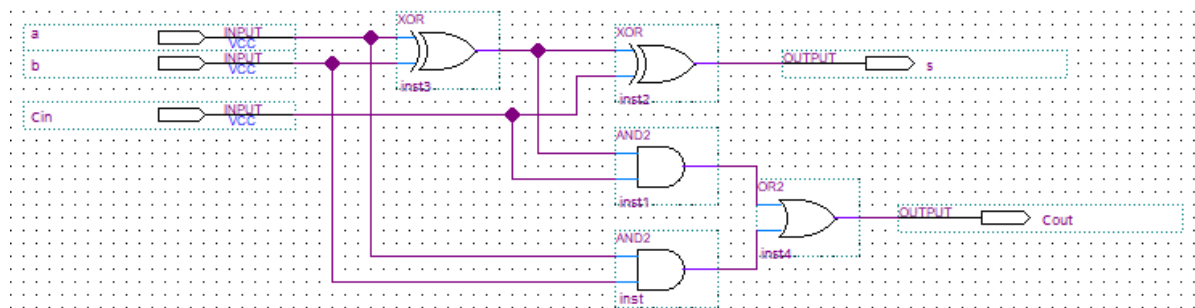 XOR
a INPUT VCC
XOR
b INPUT VCC
OUTPUT s
inst3
inst2
Cin INPUT VCC
AND2
inst1
OR2
OUTPUT Cout
AND2
inst4
inst